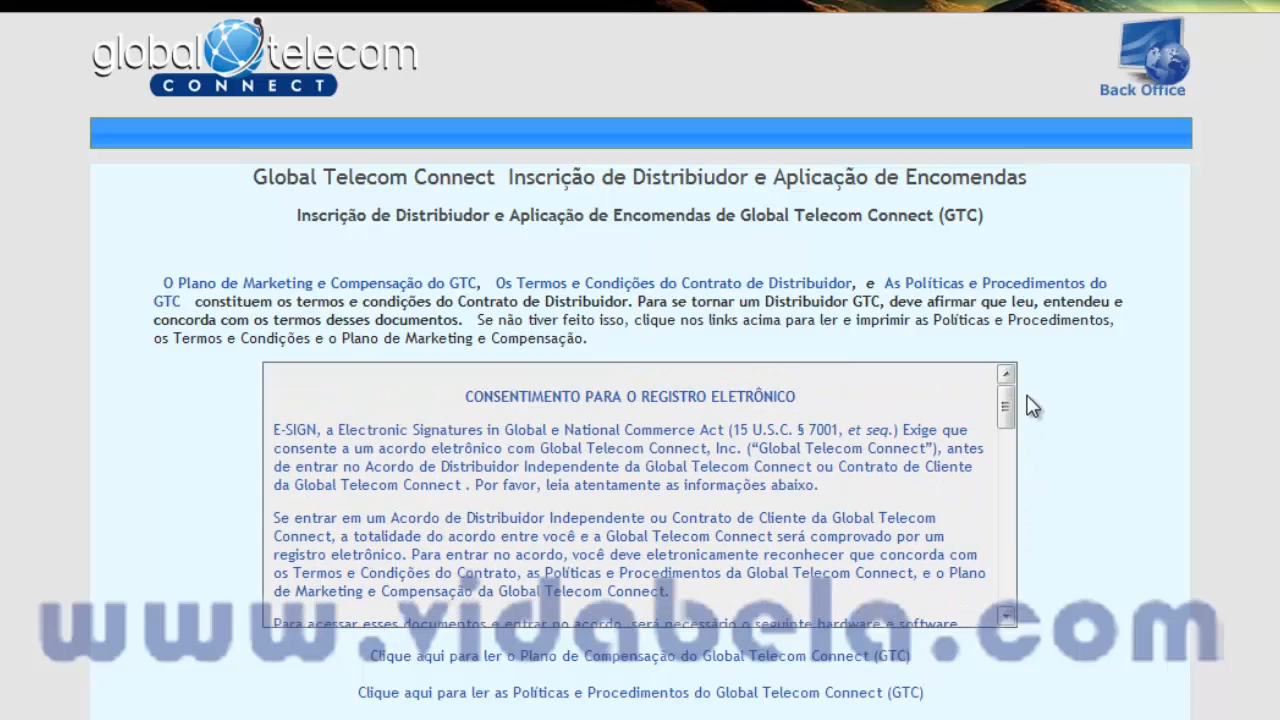 global telecom
CONNECT
Back Office
Global Telecom Connect Inscrição de Distribiudor e Aplicação de Encomendas
Inscrição de Distribiudor e Aplicação de Encomendas de Global Telecom Connect (GTC)
O Plano de Marketing e Compensação do GTC, Os Termos e Condições do Contrato de Distribuidor, e As Políticas e Procedimentos do
GTC constituem os termos e condições do Contrato de Distribuidor. Para se tornar um Distribuidor GTC, deve afirmar que leu, entendeu e
concorda com os termos desses documentos. Se não tiver feito isso, clique nos links acima para ler e imprimir as Políticas e Procedimentos,
os Termos e Condições e o Plano de Marketing e Compensação.
CONSENTIMENTO PARA O REGISTRO ELETRÔNICO
E-SIGN, a Electronic Signatures in Global e National Commerce Act (15 U.S.C. § 7001, et seq.) Exige que
consente a um acordo eletrônico com Global Telecom Connect, Inc. (“Global Telecom Connect”), antes
de entrar no Acordo de Distribuidor Independente da Global Telecom Connect ou Contrato de Cliente
da Global Telecom Connect . Por favor, leia atentamente as informações abaixo.
Se entrar em um Acordo de Distribuidor Independente ou Contrato de Cliente da Global Telecom
Connect, a totalidade do acordo entre você e a Global Telecom Connect será comprovado por um
registro eletrônico. Para entrar no acordo, você deve eletronicamente reconhecer que concorda com
os Termos e Condições do Contrato, as Políticas e Procedimentos da Global Telecom Connect, e o Plano
de Marketing e Compensação da Global Telecom Connect.
Para acessar esses documentos e entrar no acordo, será necessário o seguinte hardware e software
www.vidabela.com
Clique aqui para ler o Plano de Compensação do Global Telecom Connect (GTC)
Clique aqui para ler as Políticas e Procedimentos do Global Telecom Connect (GTC)